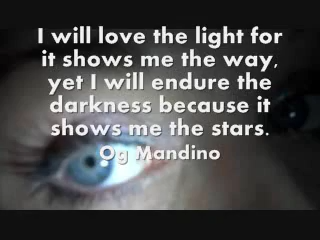 I will love the light for
it shows me the way,
yet I will endure the
darkness because it
shows me the stars.
Og Mandino